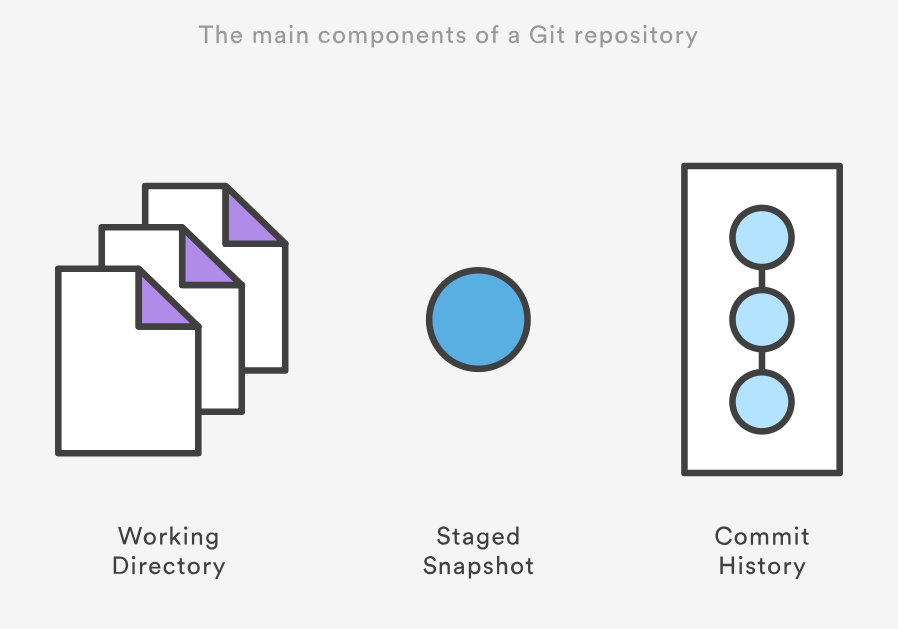 The main components of a Git repository
Working
Directory
Staged
Snapshot
Commit
History